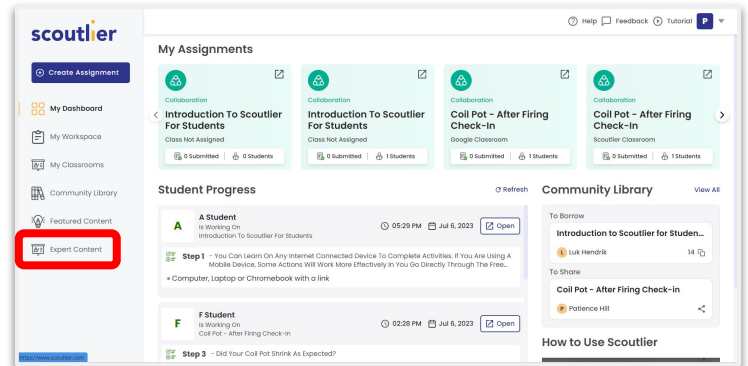 scoutlier
Help Feedback Tutorial P
Create Assignment
My Dashboard
My Workspace
My Classrooms
Community Library
Featured Content
Expert Content
https://www.scoutlier.com
My Assignments
Collaboration
Introduction To Scoutlier
For Students
Class Not Assigned
0 Submitted 0 Students
Collaboration
Introduction To Scoutlier
For Students
Class Not Assigned
0 Submitted 1 Students
Collaboration
Coil Pot - After Firing
Check-In
Google Classroom
0 Submitted 1 Students
Collaboration
Coil Pot - After Firing
Check-In
Scoutlier Classroom
0 Submitted 1 Students
Student Progress
Refresh
A
A Student
Is Working On
Introduction To Scoutlier For Students
05:29 PM Jul 6, 2023 Open
Step 1 - You Can Learn On Any Internet Connected Device To Complete Activities. If You Are Using A
Mobile Device, Some Actions Will Work More Effectively In You Go Directly Through The Free...
• Computer, Laptop or Chromebook with a link
F
F Student
Is Working On
Coil Pot - After Firing Check-In
02:28 PM Jul 6, 2023 Open
Step 3 - Did Your Coil Pot Shrink As Expected?
Community Library
View All
To Borrow
Introduction to Scoutlier for Studen...
L Luk Hendrik 14
To Share
Coil Pot - After Firing Check-in
P Patience Hill
How to Use Scoutlier